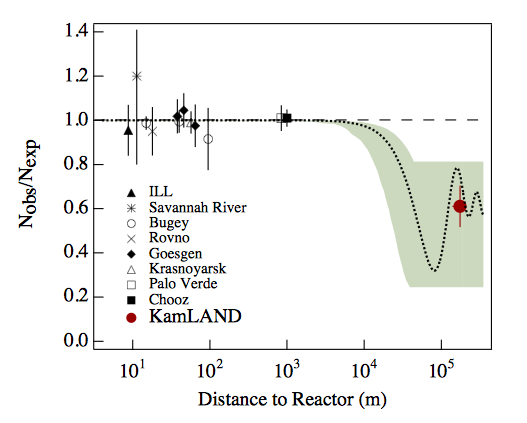 1.4
1.2
1.0
0.8
0.6
0.4
0.2
0.0
Nobs/Nexp
ILL
Savannah River
Bugey
Rovno
Goesgen
Krasnoyarsk
Palo Verde
Chooz
KamLAND
10^1 10^2 10^3 10^4 10^5
Distance to Reactor (m)